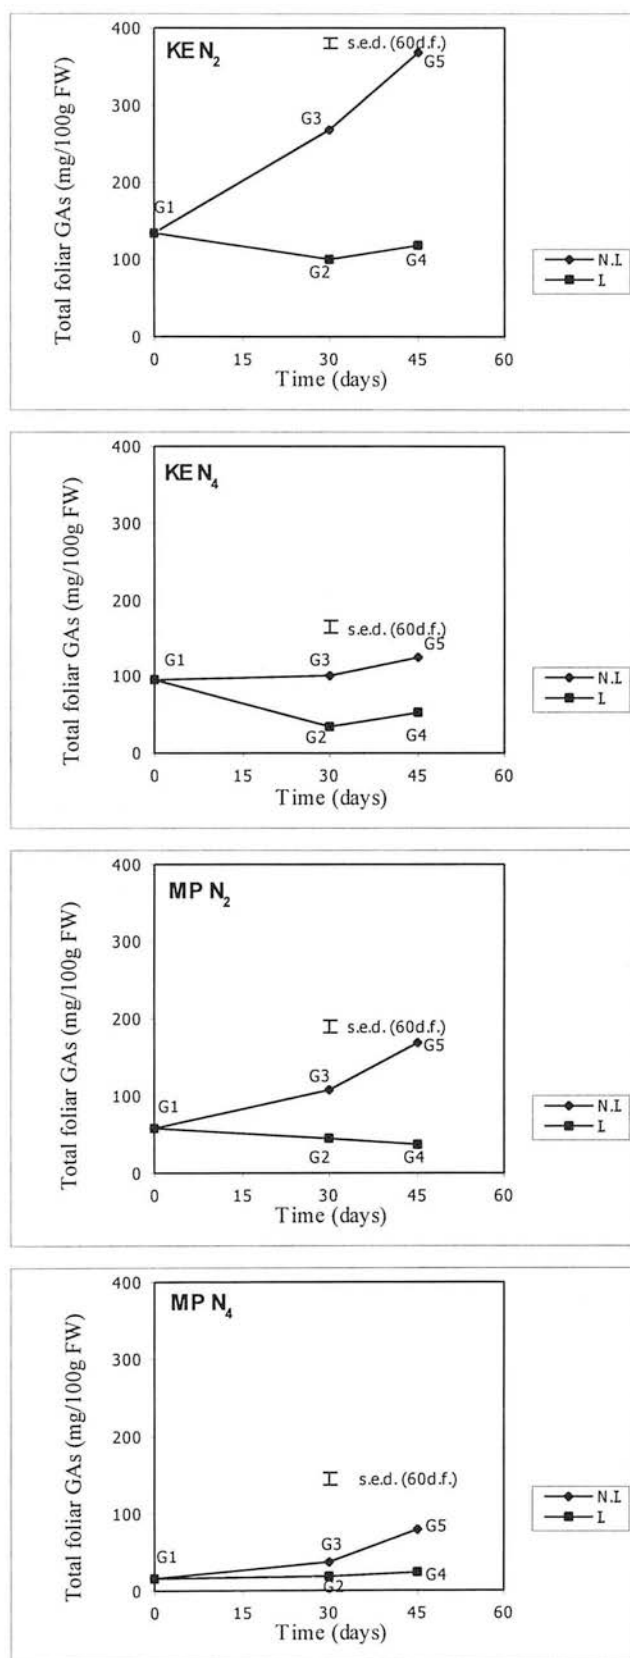 Total foliar GAs (mg/100g FW)
400
300
200
100
0
KE N2
s.e.d. (60d.f.)
G5
G3
G1
G2
G4
0 15 30 45 60
Time (days)
N.I.
I.
Total foliar GAs (mg/100g FW)
400
300
200
100
0
KE N4
s.e.d. (60d.f.)
G5
G1
G3
G2
G4
0 15 30 45 60
Time (days)
N.I.
I.
Total foliar GAs (mg/100g FW)
400
300
200
100
0
MP N2
s.e.d. (60d.f.)
G5
G3
G1
G2
G4
0 15 30 45 60
Time (days)
N.I.
I.
Total foliar GAs (mg/100g FW)
400
300
200
100
0
MP N4
s.e.d. (60d.f.)
G5
G3
G1
G4
G2
0 15 30 45 60
Time (days)
N.I.
I.